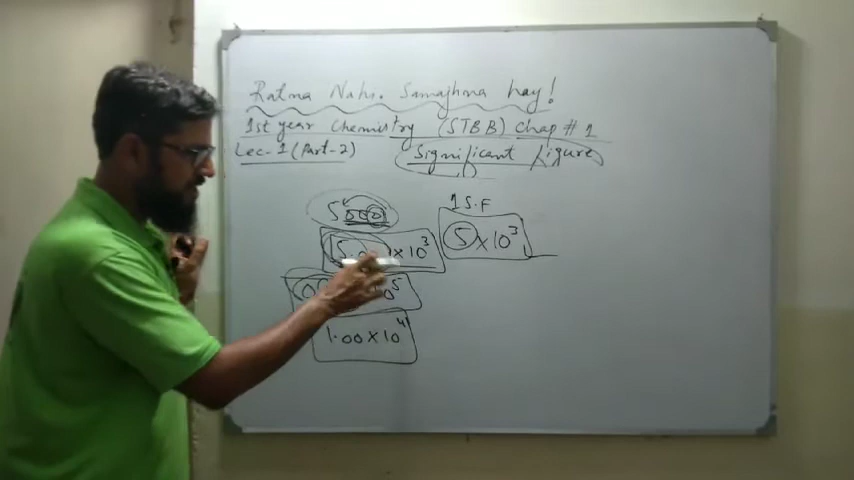 Ratna Nahi Samajhna hay!
1st year Chemistry (STBB) Chap # 1
Lec-1 (Part-2)
Significant figure
1 S.F
5000
5 x 10³
x 10³
10⁵
1.00 x 10⁴